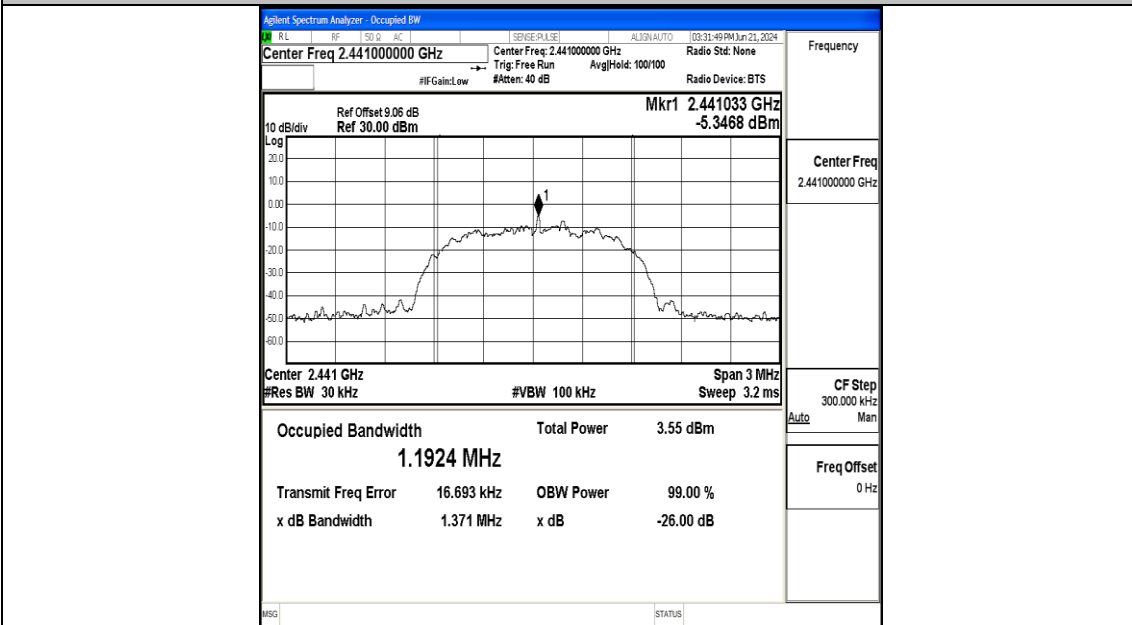 Agilent Spectrum Analyzer - Occupied BW
RL RF 50 Ω AC SENSE:PULSE ALIGN AUTO 03:31:49 PM Jun 21, 2024
Center Freq 2.441000000 GHz
Center Freq: 2.441000000 GHz Radio Std: None
Trig: Free Run Avg|Hold: 100/100
#IFGain:Low #Atten: 40 dB Radio Device: BTS
Frequency
Mkr1 2.441033 GHz
-5.3468 dBm
Ref Offset 9.06 dB
10 dB/div Ref 30.00 dBm
Log
20.0
10.0
0.00
-10.0
-20.0
-30.0
-40.0
-50.0
-60.0
1
Center 2.441 GHz Span 3 MHz
#Res BW 30 kHz #VBW 100 kHz Sweep 3.2 ms
Occupied Bandwidth Total Power 3.55 dBm
1.1924 MHz
Transmit Freq Error 16.693 kHz OBW Power 99.00 %
x dB Bandwidth 1.371 MHz x dB -26.00 dB
Center Freq
2.441000000 GHz
CF Step
300.000 kHz
Auto Man
Freq Offset
0 Hz
MSG STATUS